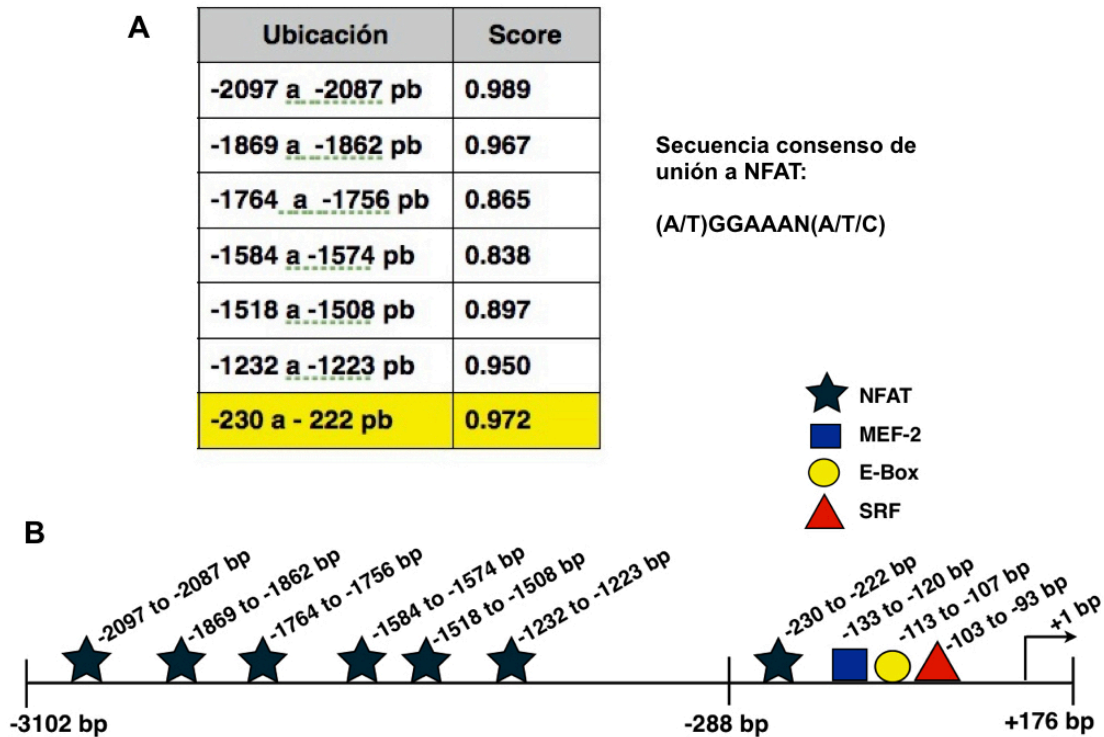 A
Ubicación Score
-2097 a -2087 pb 0.989
-1869 a -1862 pb 0.967
-1764 a -1756 pb 0.865
-1584 a -1574 pb 0.838
-1518 a -1508 pb 0.897
-1232 a -1223 pb 0.950
-230 a - 222 pb 0.972
Secuencia consenso de
unión a NFAT:
(A/T)GGAAAN(A/T/C)
NFAT
MEF-2
E-Box
SRF
B
-2097 to -2087 bp
-1869 to -1862 bp
-1764 to -1756 bp
-1584 to -1574 bp
-1518 to -1508 bp
-1232 to -1223 bp
-230 to -222 bp
-133 to -120 bp
-113 to -107 bp
-103 to -93 bp
+1 bp
-3102 bp
-288 bp
+176 bp